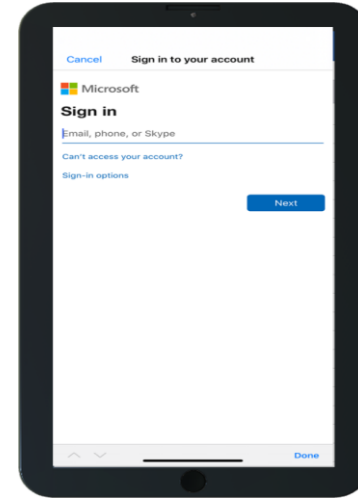 Cancel Sign in to your account
Microsoft
Sign in
Email, phone, or Skype
Can't access your account?
Sign-in options
Next
Done